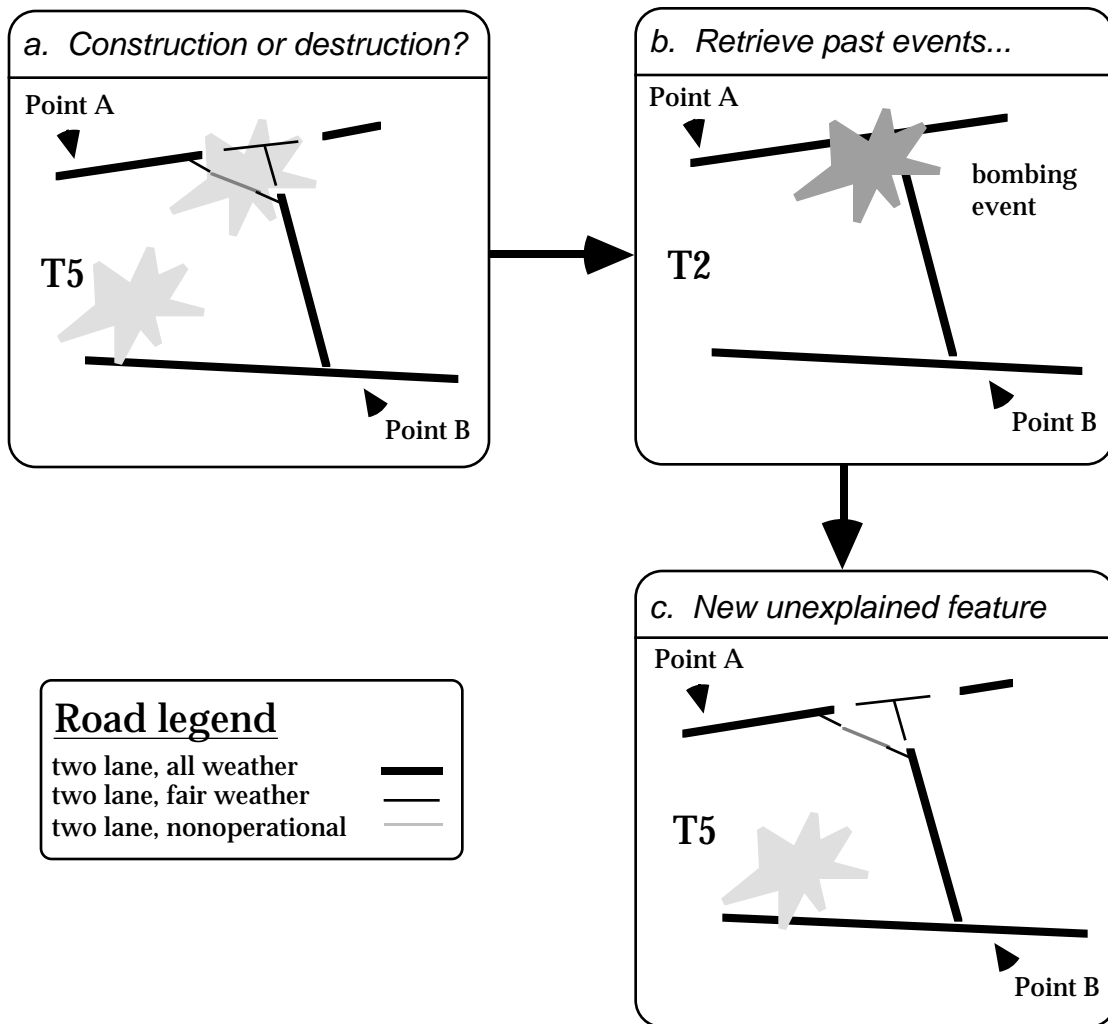 a. Construction or destruction?
Point A
T5
Point B
b. Retrieve past events...
Point A
bombing
event
T2
Point B
c. New unexplained feature
Point A
T5
Point B
Road legend
two lane, all weather
two lane, fair weather
two lane, nonoperational